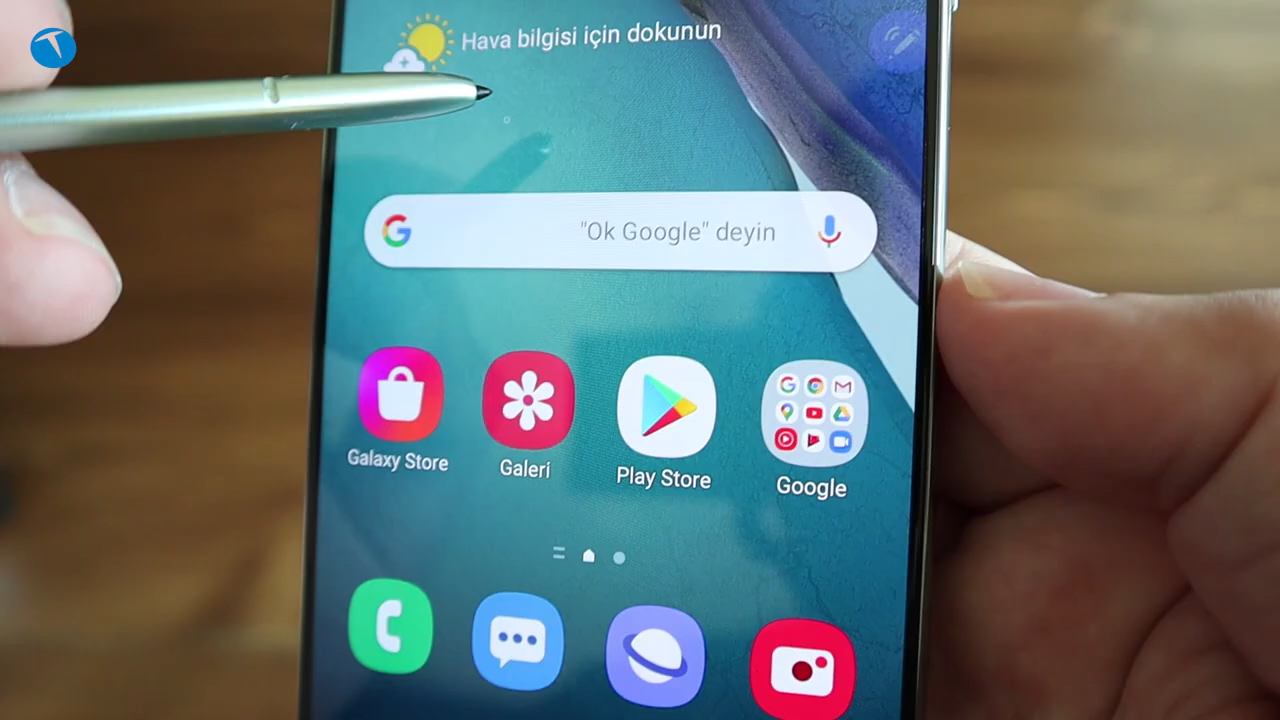 Hava bilgisi için dokunun
"Ok Google" deyin
Galaxy Store
Galeri
Play Store
Google